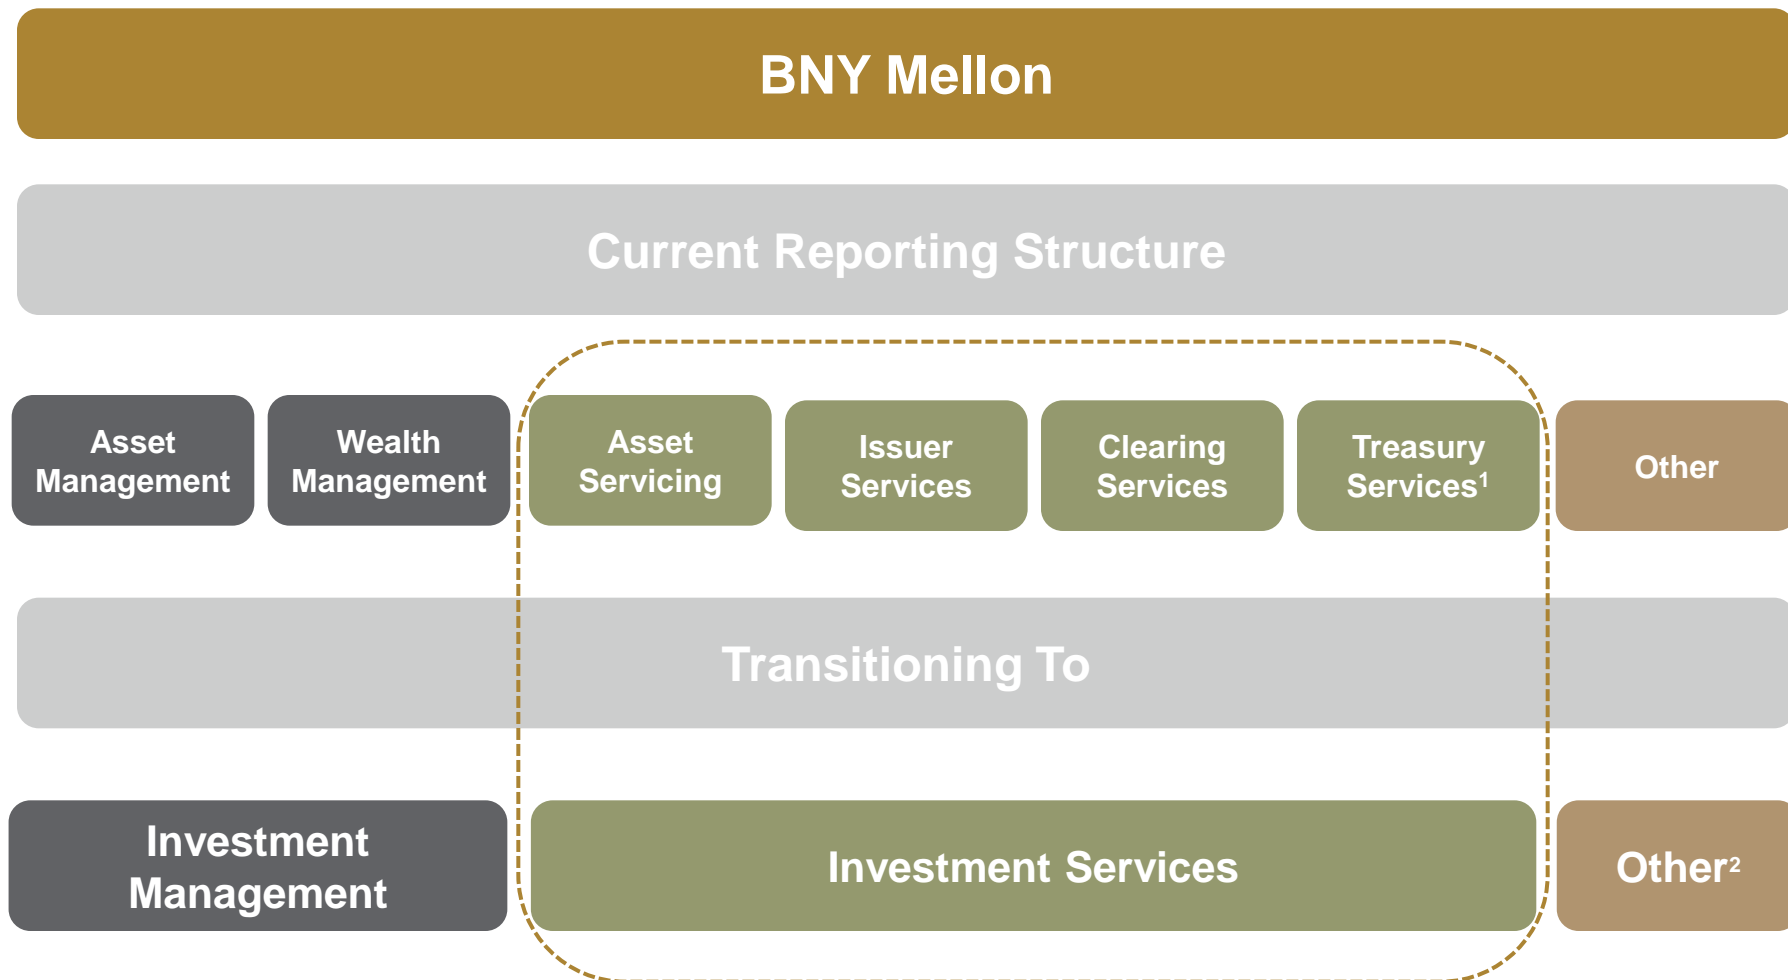 BNY Mellon
Current Reporting Structure
Asset
Management
Wealth
Management
Asset
Servicing
Issuer
Services
Clearing
Services
Treasury
Services¹
Other
Transitioning To
Investment
Management
Investment Services
Other²